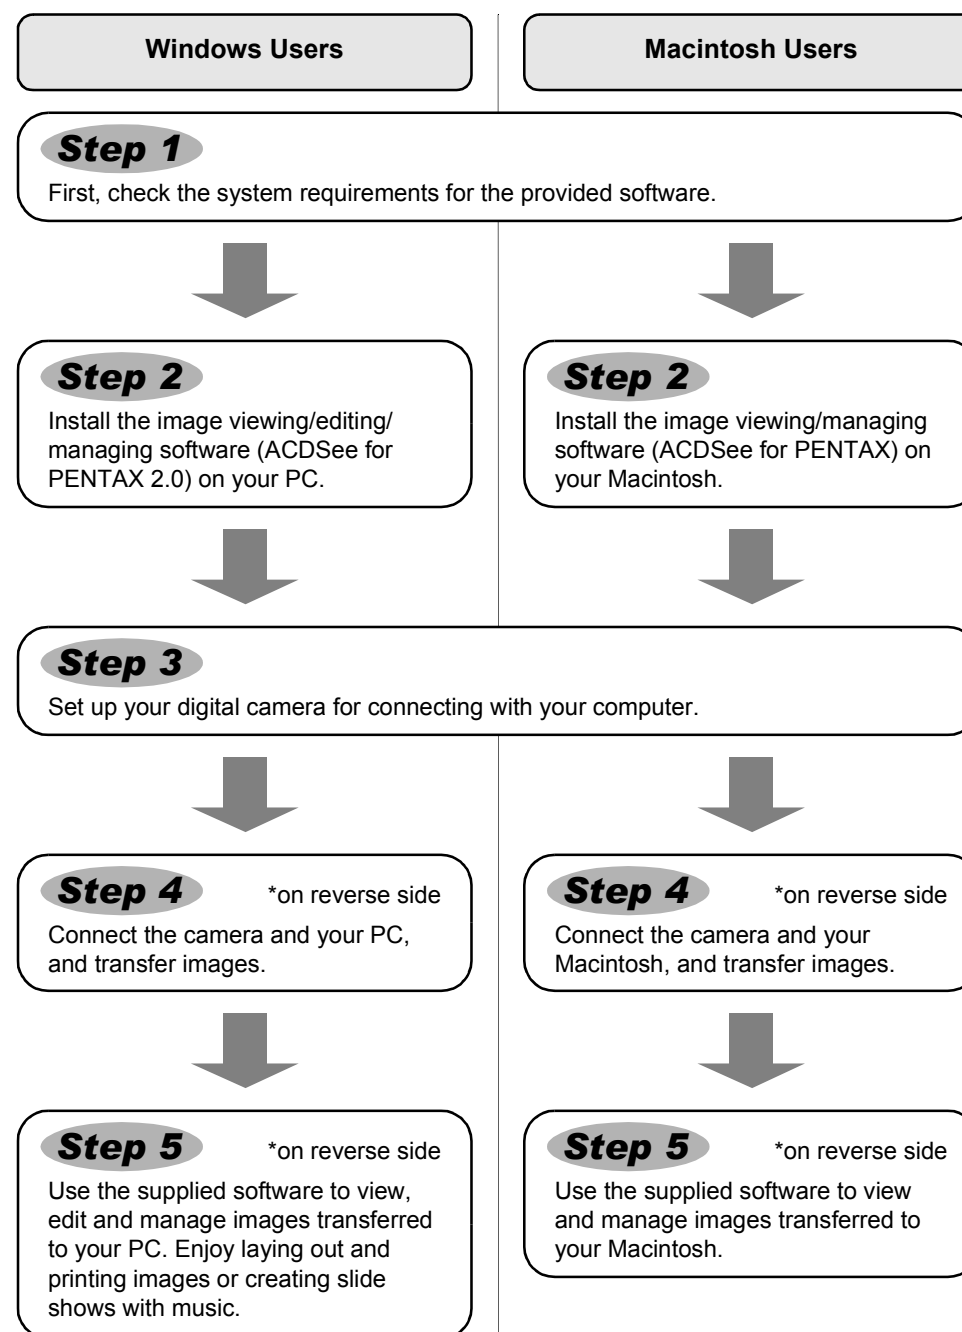 Windows Users
Macintosh Users
Step 1
First, check the system requirements for the provided software.
Step 2
Install the image viewing/editing/
managing software (ACDSee for
PENTAX 2.0) on your PC.
Step 2
Install the image viewing/managing
software (ACDSee for PENTAX) on
your Macintosh.
Step 3
Set up your digital camera for connecting with your computer.
Step 4 *on reverse side
Connect the camera and your PC,
and transfer images.
Step 4 *on reverse side
Connect the camera and your
Macintosh, and transfer images.
Step 5 *on reverse side
Use the supplied software to view,
edit and manage images transferred
to your PC. Enjoy laying out and
printing images or creating slide
shows with music.
Step 5 *on reverse side
Use the supplied software to view
and manage images transferred to
your Macintosh.